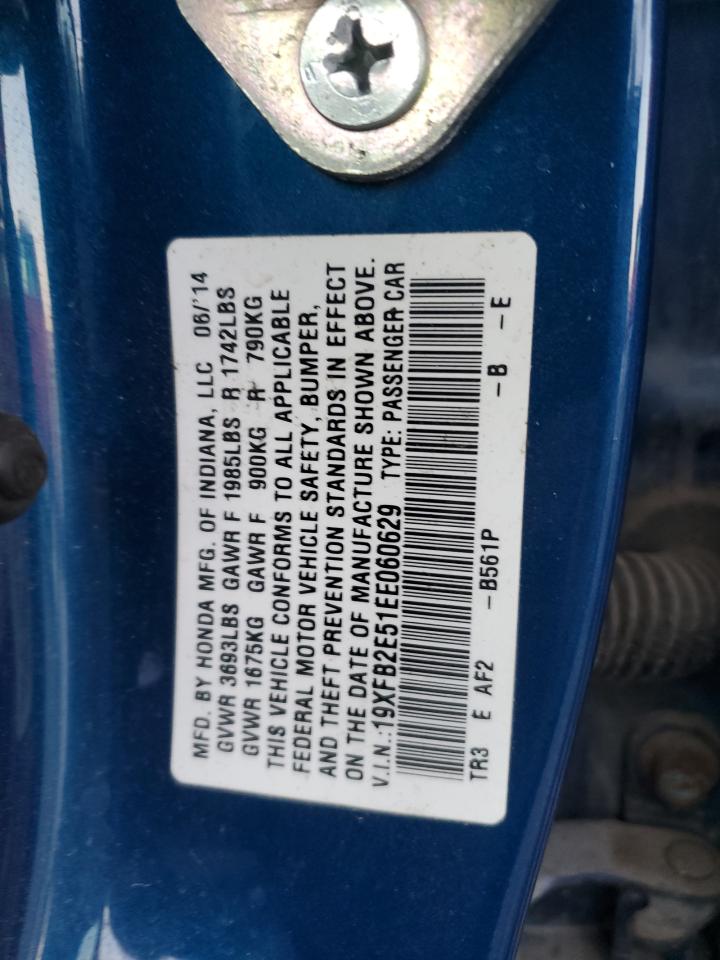 MFD. BY HONDA MFG. OF INDIANA, LLC 06/'14
GVWR 3693LBS GAWR F 1985LBS R 1742LBS
GVWR 1675KG GAWR F 900KG R 790KG
THIS VEHICLE CONFORMS TO ALL APPLICABLE
FEDERAL MOTOR VEHICLE SAFETY, BUMPER,
AND THEFT PREVENTION STANDARDS IN EFFECT
ON THE DATE OF MANUFACTURE SHOWN ABOVE.
V.I.N.:19XFB2E51EE060629 TYPE: PASSENGER CAR
TR3 E AF2 -B561P -B -E